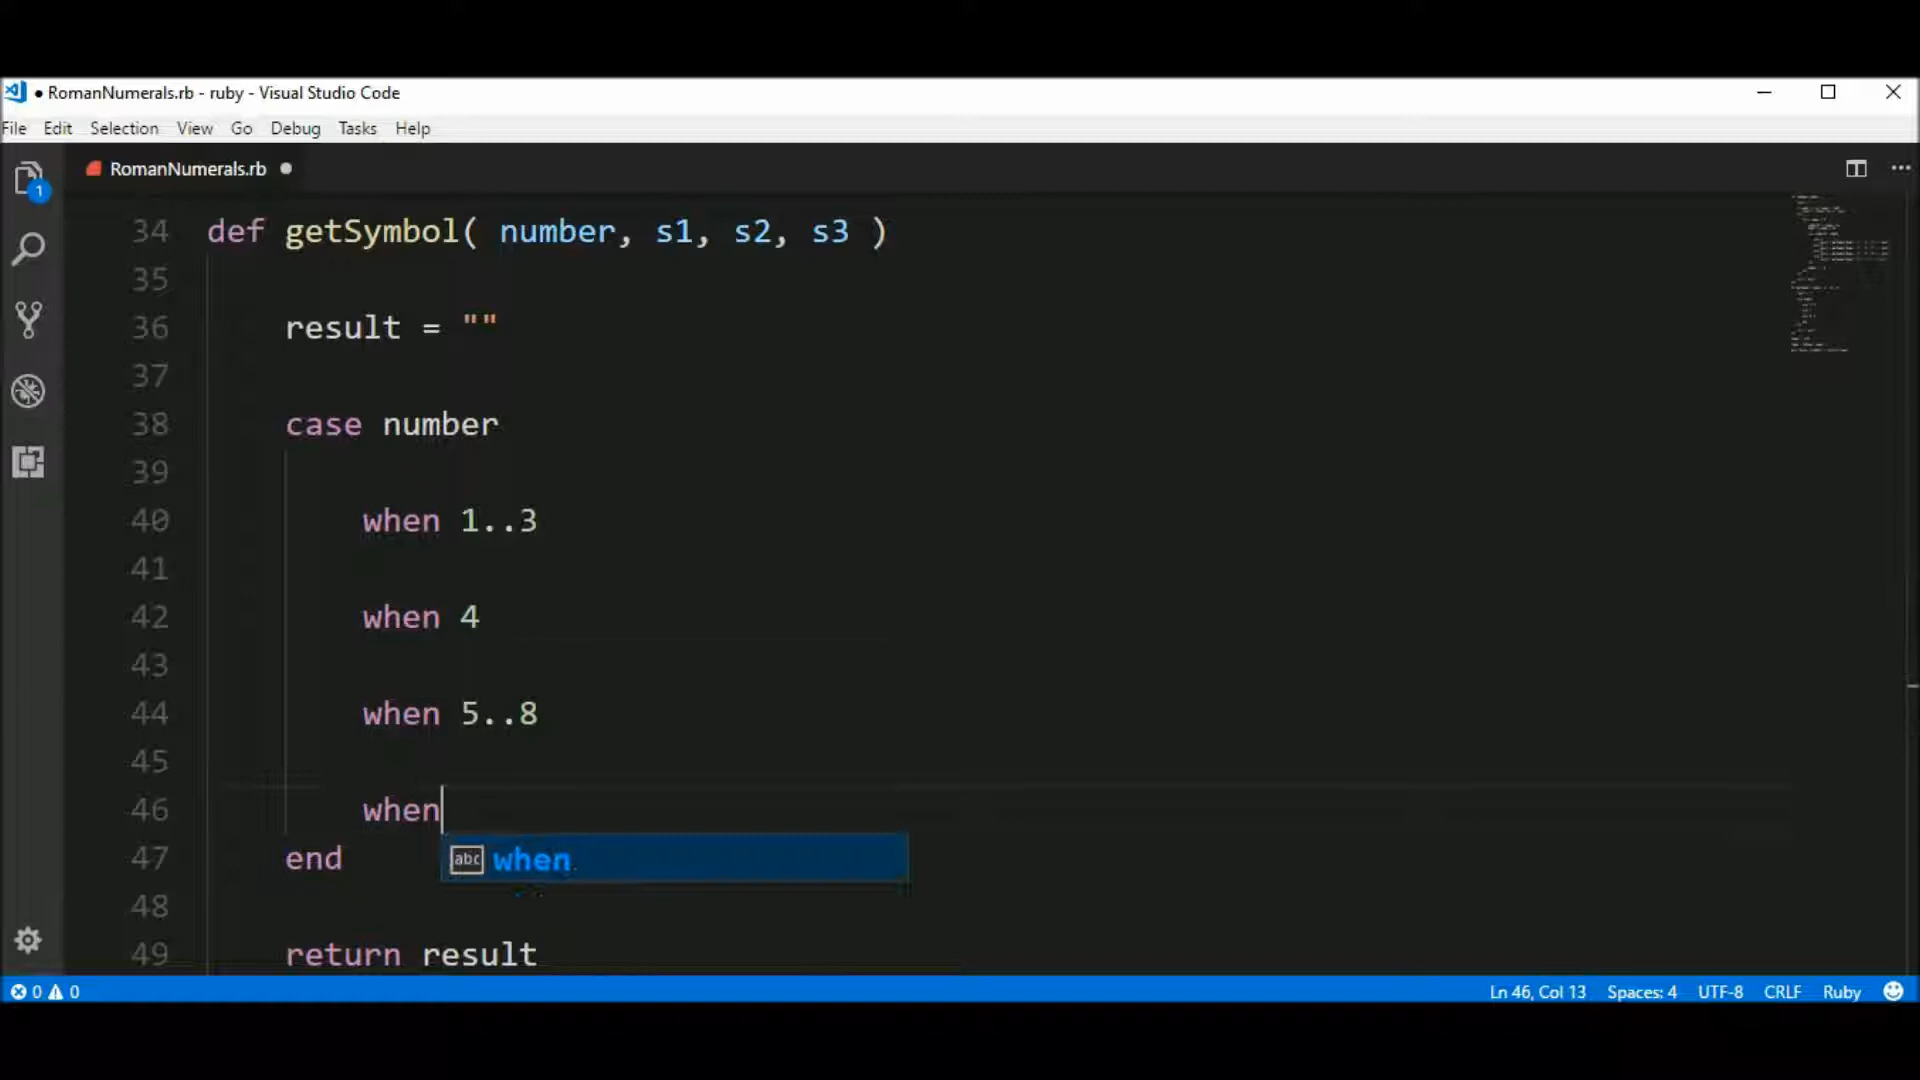 ● RomanNumerals.rb - ruby - Visual Studio Code
File Edit Selection View Go Debug Tasks Help
RomanNumerals.rb ●
1
34 def getSymbol( number, s1, s2, s3 )
35
36 result = ""
37
38 case number
39
40 when 1..3
41
42 when 4
43
44 when 5..8
45
46 when
47 end
abc when
48
49 return result
0 0 Ln 46, Col 13 Spaces: 4 UTF-8 CRLF Ruby